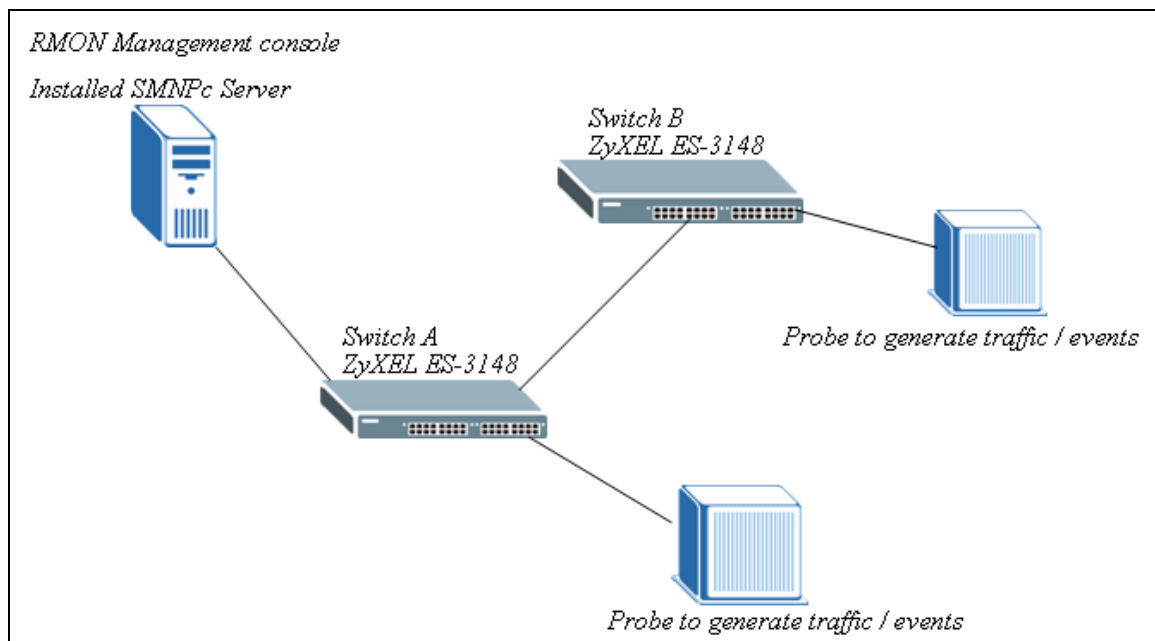 RMON Management console
Installed SMNPc Server
Switch B
ZyXEL ES-3148
Probe to generate traffic / events
Switch A
ZyXEL ES-3148
Probe to generate traffic / events